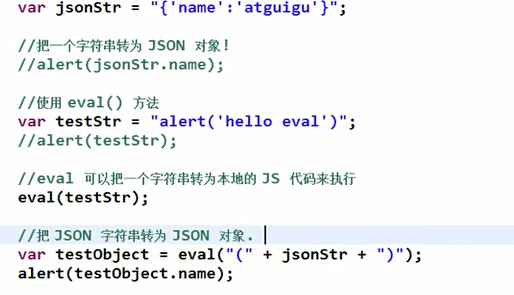 var jsonStr = "{'name':'atguigu'}";
//把一个字符串转为 JSON 对象!
//alert(jsonStr.name);
//使用 eval() 方法
var testStr = "alert('hello eval')";
//alert(testStr);
//eval 可以把一个字符串转为本地的 JS 代码来执行
eval(testStr);
//把 JSON 字符串转为 JSON 对象.
var testObject = eval("(" + jsonStr + ")");
alert(testObject.name);